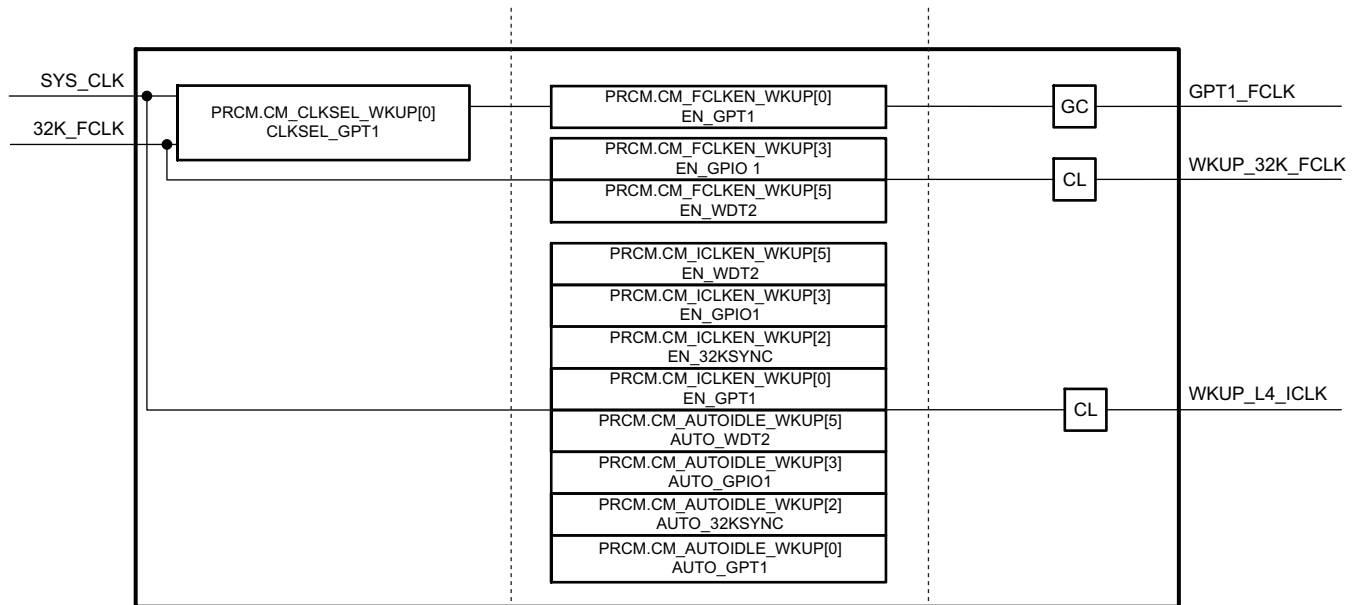 SYS_CLK
32K_FCLK
PRCM.CM_CLKSEL_WKUP[0]
CLKSEL_GPT1
PRCM.CM_FCLKEN_WKUP[0]
EN_GPT1
GC
GPT1_FCLK
PRCM.CM_FCLKEN_WKUP[3]
EN_GPIO 1
PRCM.CM_FCLKEN_WKUP[5]
EN_WDT2
CL
WKUP_32K_FCLK
PRCM.CM_ICLKEN_WKUP[5]
EN_WDT2
PRCM.CM_ICLKEN_WKUP[3]
EN_GPIO1
PRCM.CM_ICLKEN_WKUP[2]
EN_32KSYNC
PRCM.CM_ICLKEN_WKUP[0]
EN_GPT1
PRCM.CM_AUTOIDLE_WKUP[5]
AUTO_WDT2
PRCM.CM_AUTOIDLE_WKUP[3]
AUTO_GPIO1
PRCM.CM_AUTOIDLE_WKUP[2]
AUTO_32KSYNC
PRCM.CM_AUTOIDLE_WKUP[0]
AUTO_GPT1
CL
WKUP_L4_ICLK